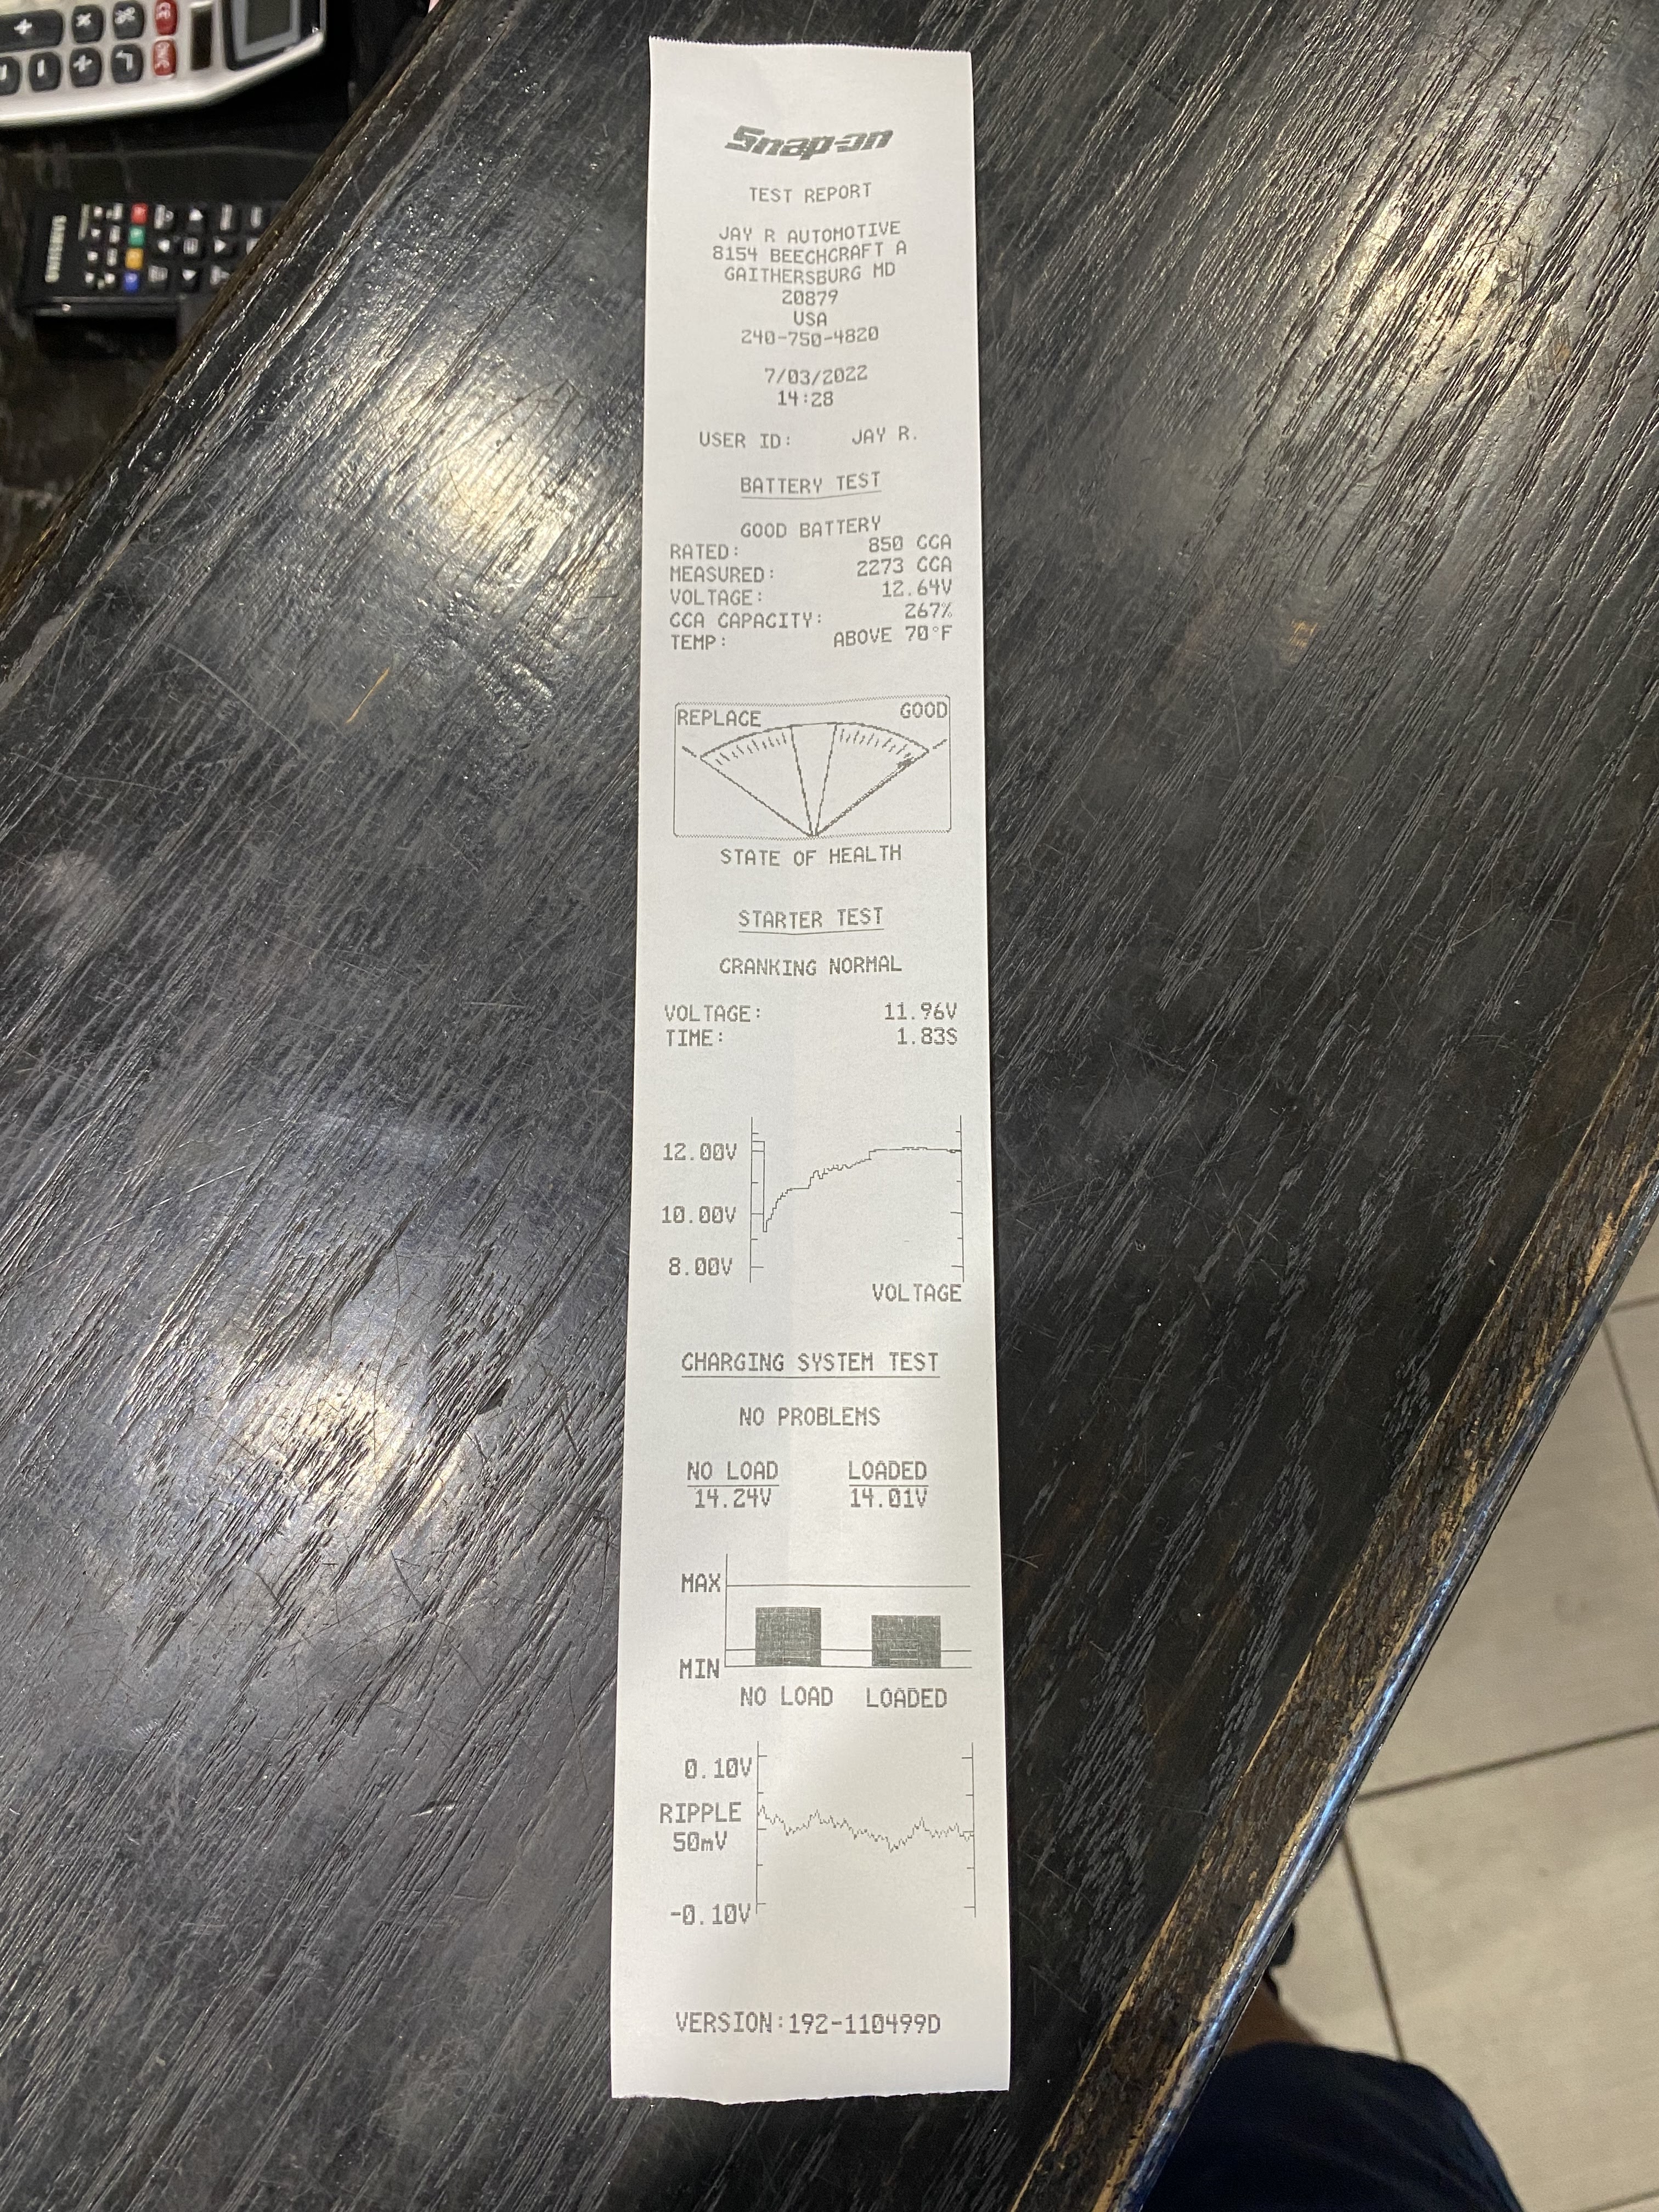 Snap-on
TEST REPORT
JAY R AUTOMOTIVE
8154 BEECHCRAFT A
GAITHERSBURG MD
20879
USA
240-750-4820
7/03/2022
14:28
USER ID: JAY R.
BATTERY TEST
GOOD BATTERY
RATED: 850 CCA
MEASURED: 2273 CCA
VOLTAGE: 12.64V
CCA CAPACITY: 267%
TEMP: ABOVE 70°F
REPLACE GOOD
STATE OF HEALTH
STARTER TEST
CRANKING NORMAL
VOLTAGE: 11.96V
TIME: 1.83S
12.00V
10.00V
8.00V
VOLTAGE
CHARGING SYSTEM TEST
NO PROBLEMS
NO LOAD LOADED
14.24V 14.01V
MAX
MIN
NO LOAD LOADED
0.10V
RIPPLE
50mV
-0.10V
VERSION:192-110499D
SAMSUNG